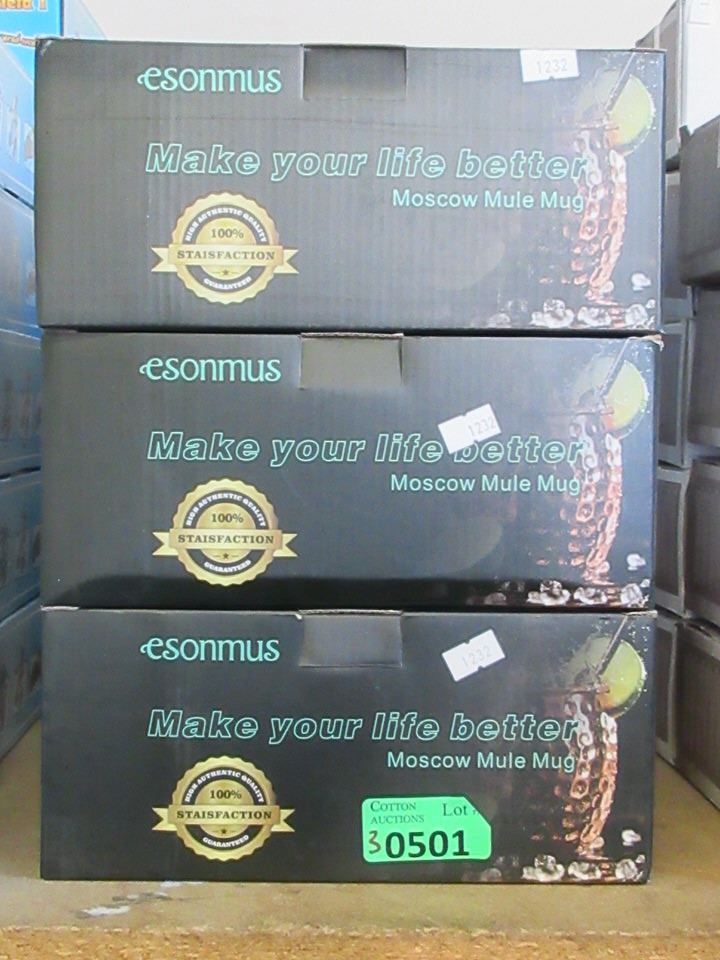 esonmus
1232
Make your life better
Moscow Mule Mug
HIGH AUTHENTIC QUALITY
100%
STAISFACTION
GUARANTEED
esonmus
1232
Make your life better
Moscow Mule Mug
HIGH AUTHENTIC QUALITY
100%
STAISFACTION
GUARANTEED
esonmus
1232
Make your life better
Moscow Mule Mug
HIGH AUTHENTIC QUALITY
100%
STAISFACTION
GUARANTEED
COTTON AUCTIONS Lot
3 0501